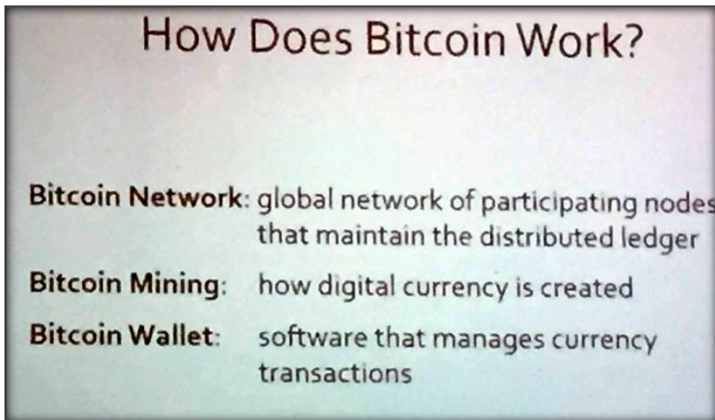 How Does Bitcoin Work?
Bitcoin Network: global network of participating nodes
that maintain the distributed ledger
Bitcoin Mining: how digital currency is created
Bitcoin Wallet: software that manages currency
transactions